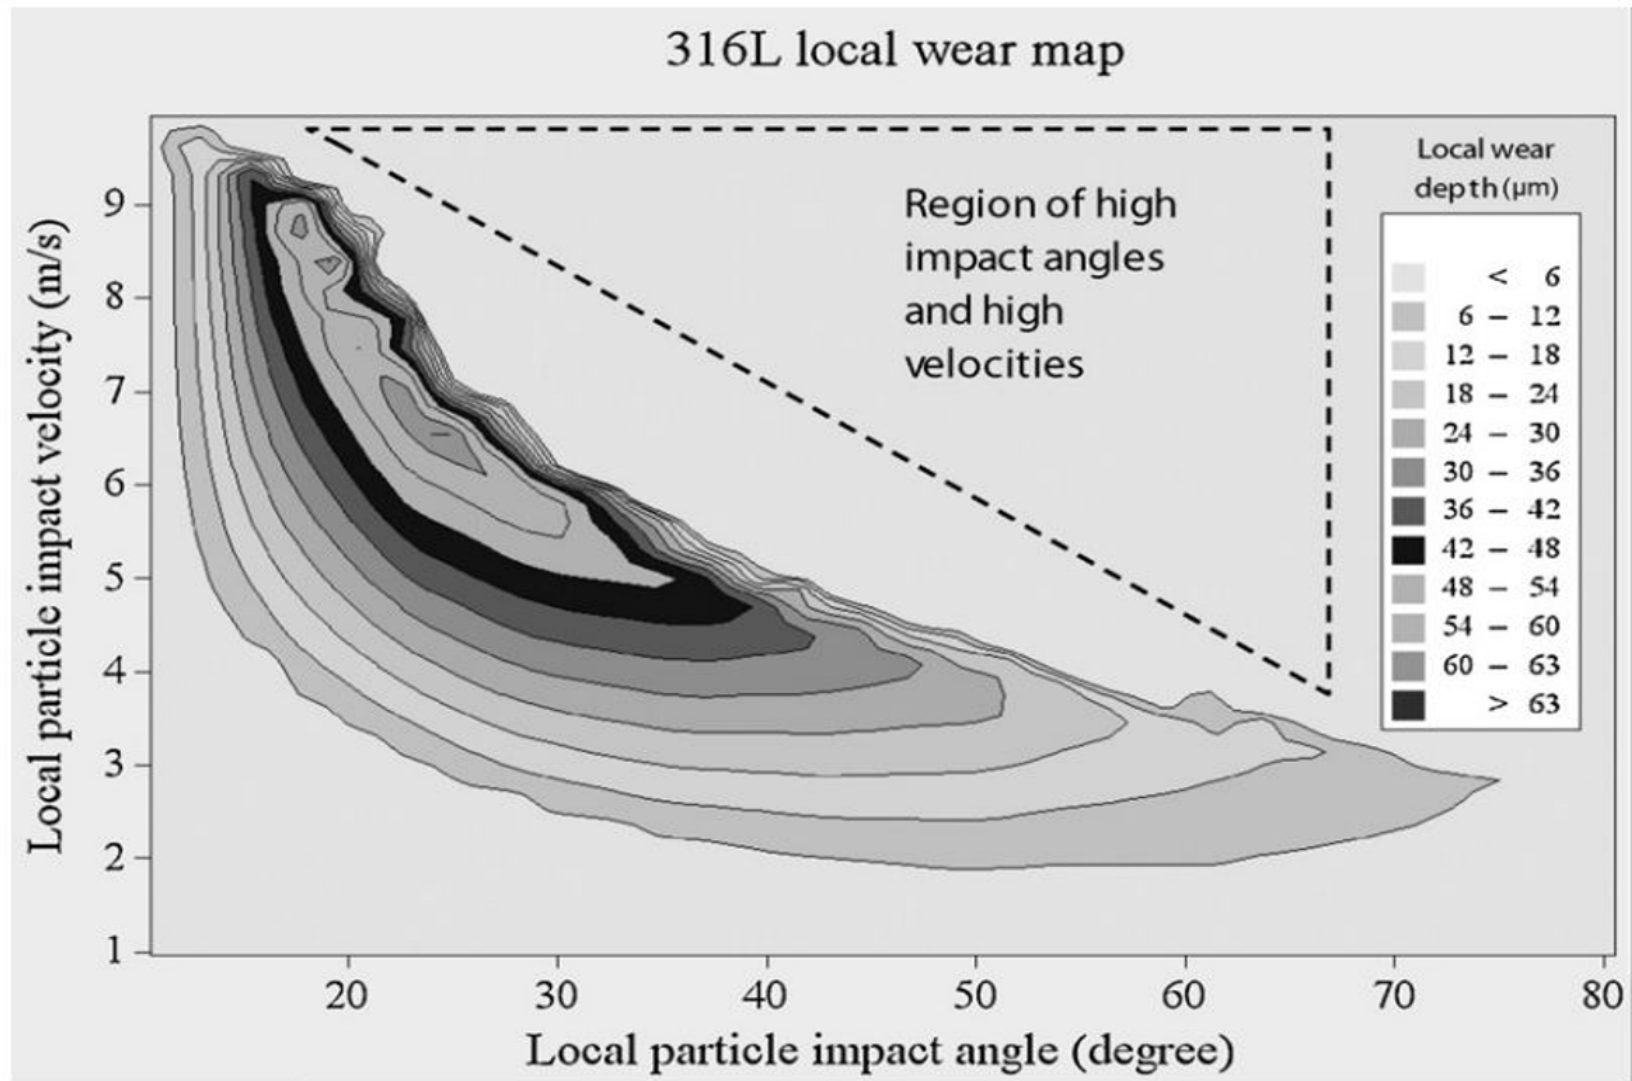 316L local wear map
Region of high
impact angles
and high
velocities
Local wear
depth (μm)
< 6
6 – 12
12 – 18
18 – 24
24 – 30
30 – 36
36 – 42
42 – 48
48 – 54
54 – 60
60 – 63
> 63
Local particle impact velocity (m/s)
9
8
7
6
5
4
3
2
1
20 30 40 50 60 70 80
Local particle impact angle (degree)